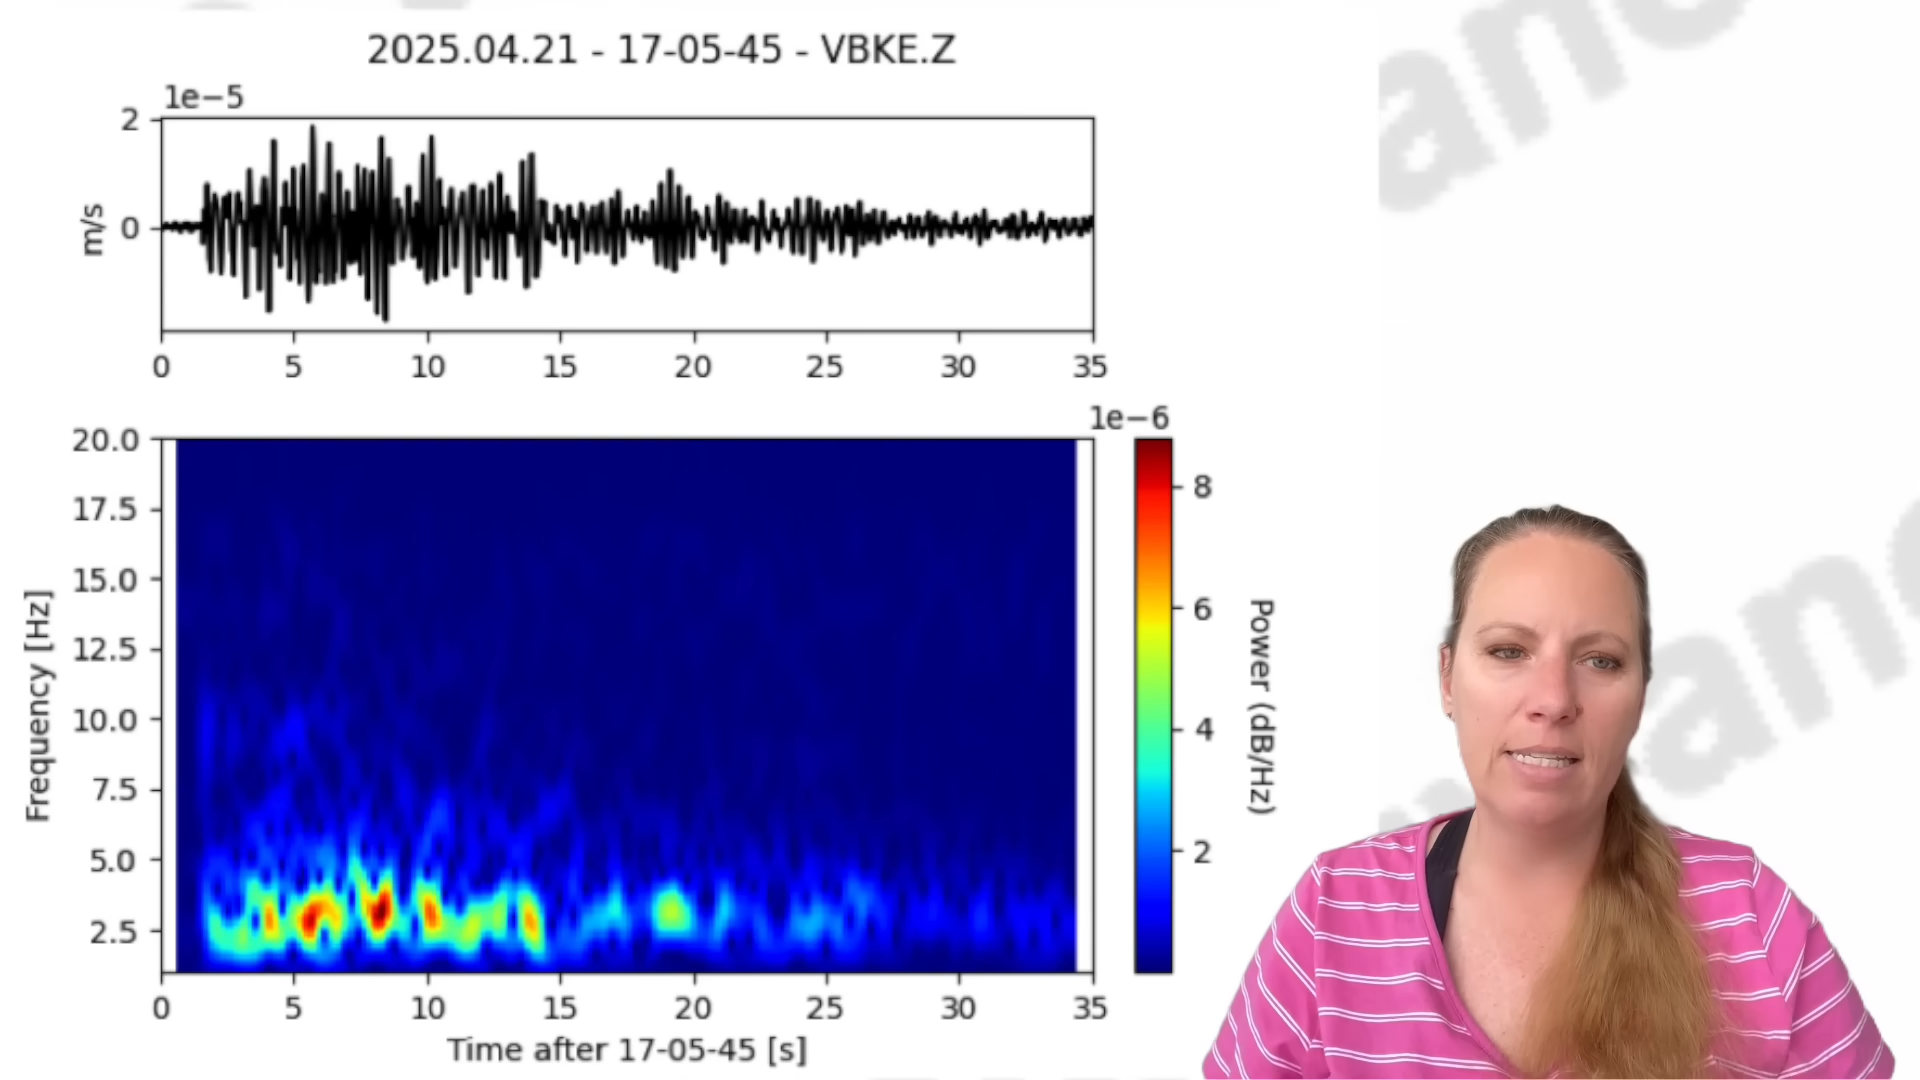 2025.04.21 - 17-05-45 - VBKE.Z
1e−5
2
0
m/s
0 5 10 15 20 25 30 35
1e−6
20.0
17.5
15.0
12.5
10.0
7.5
5.0
2.5
Frequency [Hz]
0 5 10 15 20 25 30 35
Time after 17-05-45 [s]
8
6
4
2
Power (dB/Hz)